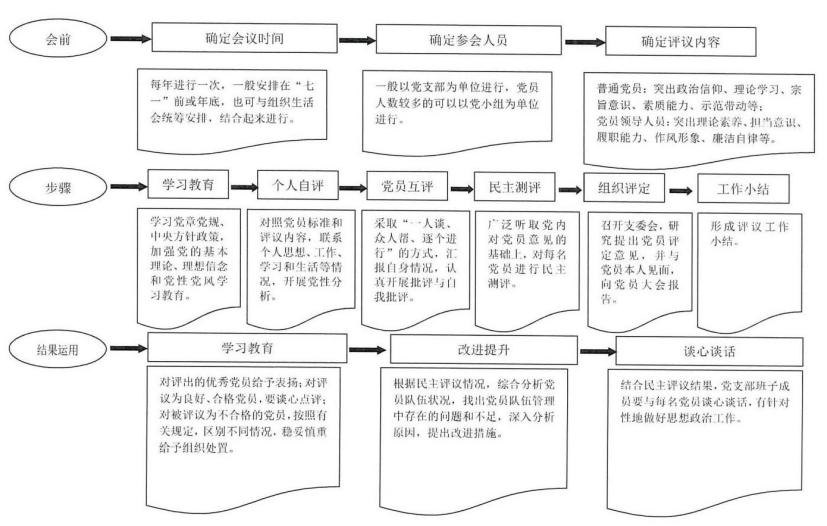 会前
确定会议时间
确定参会人员
确定评议内容
每年进行一次，一般安排在“七
一”前或年底，也可与组织生活
会统筹安排，结合起来进行。
一般以党支部为单位进行，党员
人数较多的可以以党小组为单位
进行。
普通党员：突出政治信仰、理论学习、宗
旨意识、素质能力、示范带动等；
党员领导人员：突出理论素养、担当意识、
履职能力、作风形象、廉洁自律等。
步骤
学习教育
个人自评
党员互评
民主测评
组织评定
工作小结
学习党章党规、
中央方针政策，
加强党的基本
理论、理想信念
和党性党风学
习教育。
对照党员标准和
评议内容，联系
个人思想、工作、
学习和生活等情
况，开展党性分
析。
采取“一人谈、
众人帮、逐个进
行”的方式，汇
报自身情况，认
真开展批评与自
我批评。
广泛听取党内
对党员意见的
基础上，对每名
党员进行民主
测评。
召开支委会，研
究提出党员评
定意见，并与
党员本人见面，
向党员大会报
告。
形成评议工作
小结。
结果运用
学习教育
改进提升
谈心谈话
对评出的优秀党员给予表扬；对评
议为良好、合格党员，要谈心点评；
对被评议为不合格的党员，按照有
关规定，区别不同情况，稳妥慎重
给予组织处置。
根据民主评议情况，综合分析党
员队伍状况，找出党员队伍管理
中存在的问题和不足，深入分析
原因，提出改进措施。
结合民主评议结果，党支部班子成
员要与每名党员谈心谈话，有针对
性地做好思想政治工作。